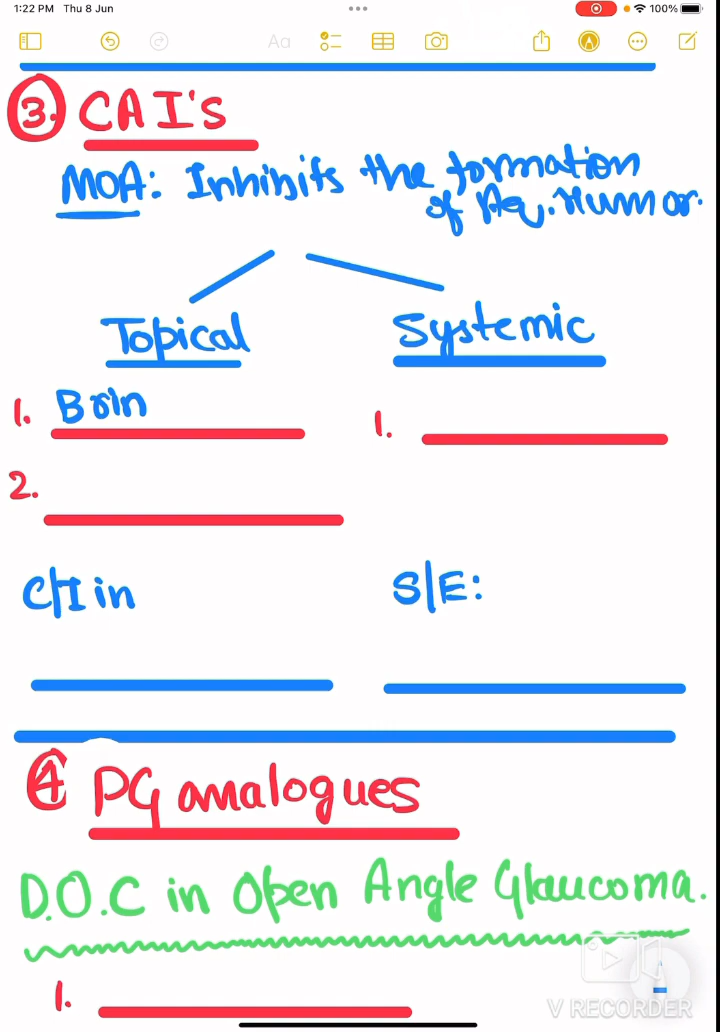 1:22 PM Thu 8 Jun
100%
Aa
3. CAI's
MOA: Inhibits the formation
of Aq. Humor.
Topical Systemic
1. Brin 1.
2.
C/I in S/E:
4 PG analogues
D.O.C in Open Angle Glaucoma.
1.
V RECORDER